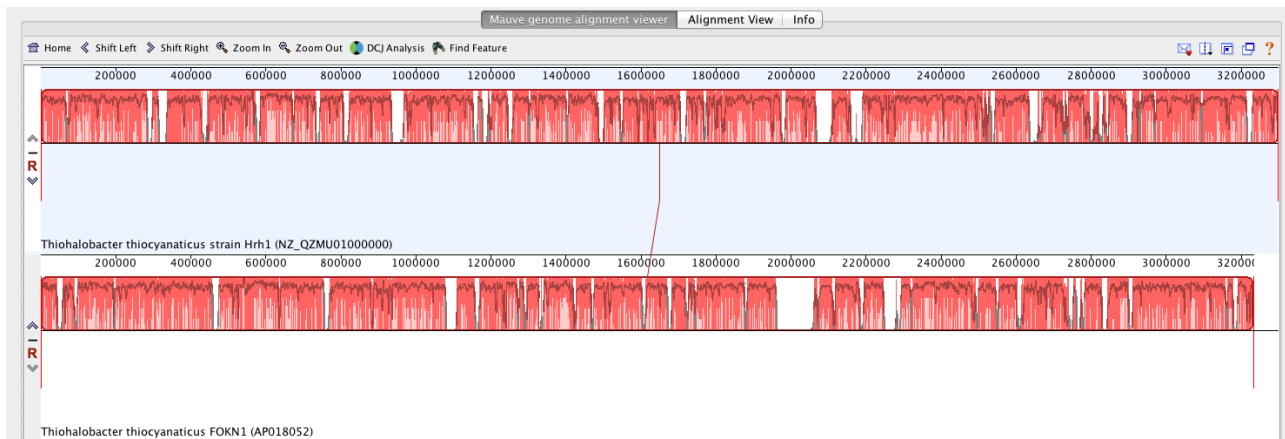 Mauve genome alignment viewer Alignment View Info
Home Shift Left Shift Right Zoom In Zoom Out DCJ Analysis Find Feature ?
200000 400000 600000 800000 1000000 1200000 1400000 1600000 1800000 2000000 2200000 2400000 2600000 2800000 3000000 3200000
R
Thiohalobacter thiocyanaticus strain Hrh1 (NZ_QZMU01000000)
200000 400000 600000 800000 1000000 1200000 1400000 1600000 1800000 2000000 2200000 2400000 2600000 2800000 3000000 320000
R
Thiohalobacter thiocyanaticus FOKN1 (AP018052)